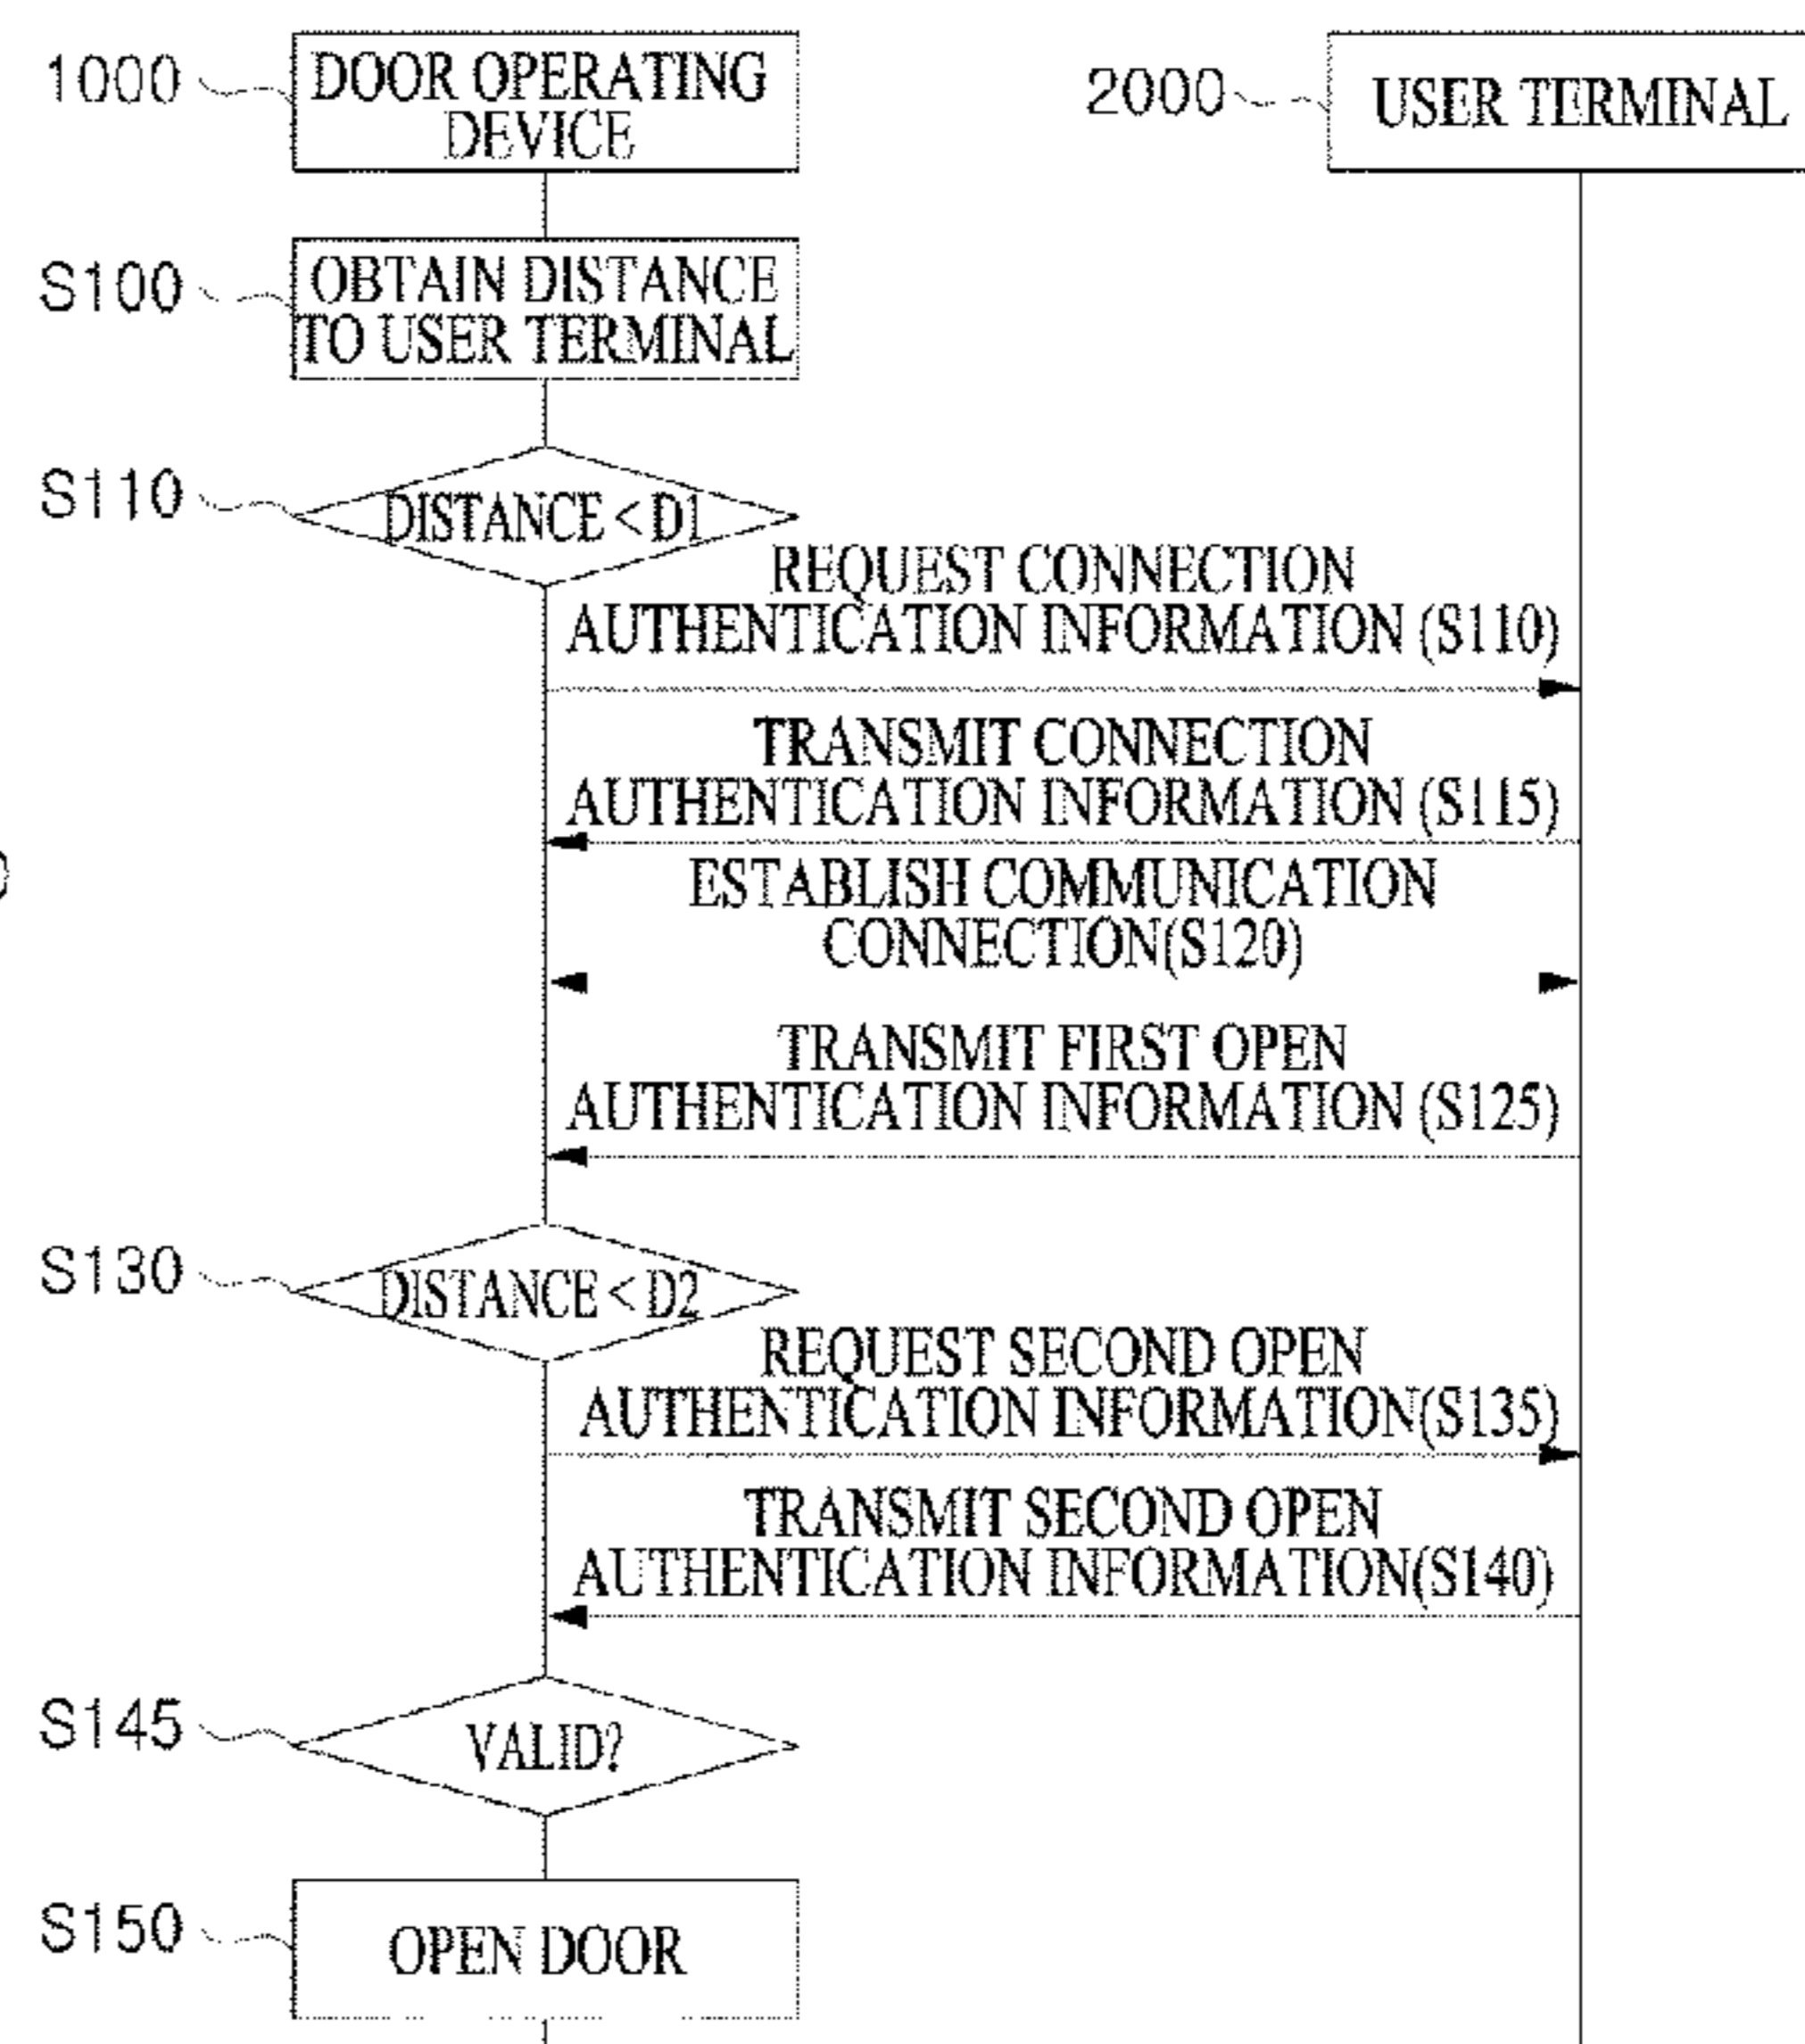 1000
DOOR OPERATING
DEVICE
2000
USER TERMINAL
S100
OBTAIN DISTANCE
TO USER TERMINAL
S110
DISTANCE < D1
REQUEST CONNECTION
AUTHENTICATION INFORMATION (S110)
TRANSMIT CONNECTION
AUTHENTICATION INFORMATION (S115)
ESTABLISH COMMUNICATION
CONNECTION(S120)
TRANSMIT FIRST OPEN
AUTHENTICATION INFORMATION (S125)
S130
DISTANCE < D2
REQUEST SECOND OPEN
AUTHENTICATION INFORMATION(S135)
TRANSMIT SECOND OPEN
AUTHENTICATION INFORMATION(S140)
S145
VALID?
S150
OPEN DOOR